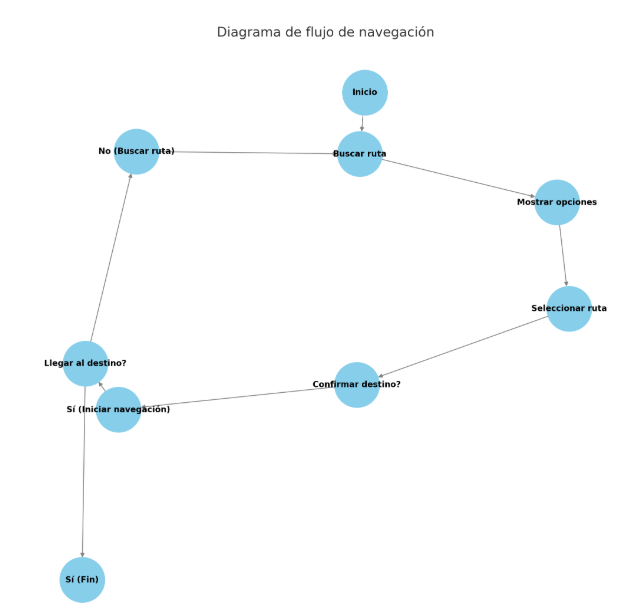 Diagrama de flujo de navegación
Inicio
No (Buscar ruta)
Buscar ruta
Mostrar opciones
Seleccionar ruta
Llegar al destino?
Confirmar destino?
Sí (Iniciar navegación)
Sí (Fin)